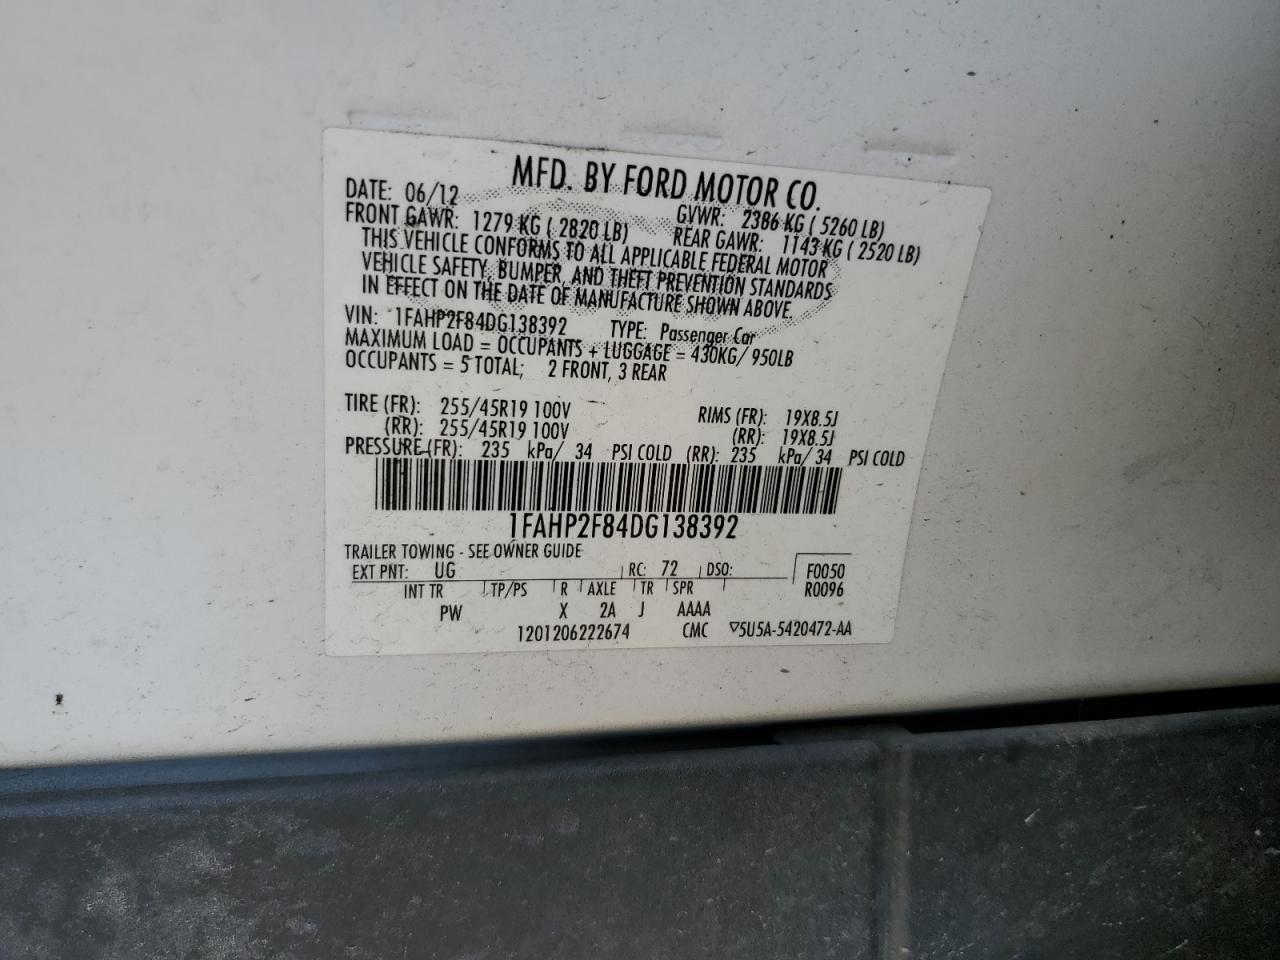 MFD. BY FORD MOTOR CO.
DATE: 06/12 GVWR: 2386 KG ( 5260 LB)
FRONT GAWR: 1279 KG ( 2820 LB) REAR GAWR: 1143 KG ( 2520 LB)
THIS VEHICLE CONFORMS TO ALL APPLICABLE FEDERAL MOTOR
VEHICLE SAFETY, BUMPER, AND THEFT PREVENTION STANDARDS
IN EFFECT ON THE DATE OF MANUFACTURE SHOWN ABOVE.
VIN: 1FAHP2F84DG138392 TYPE: Passenger Car
MAXIMUM LOAD = OCCUPANTS + LUGGAGE = 430KG/ 950LB
OCCUPANTS = 5 TOTAL; 2 FRONT, 3 REAR
TIRE (FR): 255/45R19 100V RIMS (FR): 19X8.5J
(RR): 255/45R19 100V (RR): 19X8.5J
PRESSURE (FR): 235 kPa/ 34 PSI COLD (RR): 235 kPa/ 34 PSI COLD
1FAHP2F84DG138392
TRAILER TOWING - SEE OWNER GUIDE
EXT PNT: UG RC: 72 DSO: F0050
INT TR TP/PS R AXLE TR SPR R0096
PW X 2A J AAAA
1201206222674 CMC ▽5U5A-5420472-AA